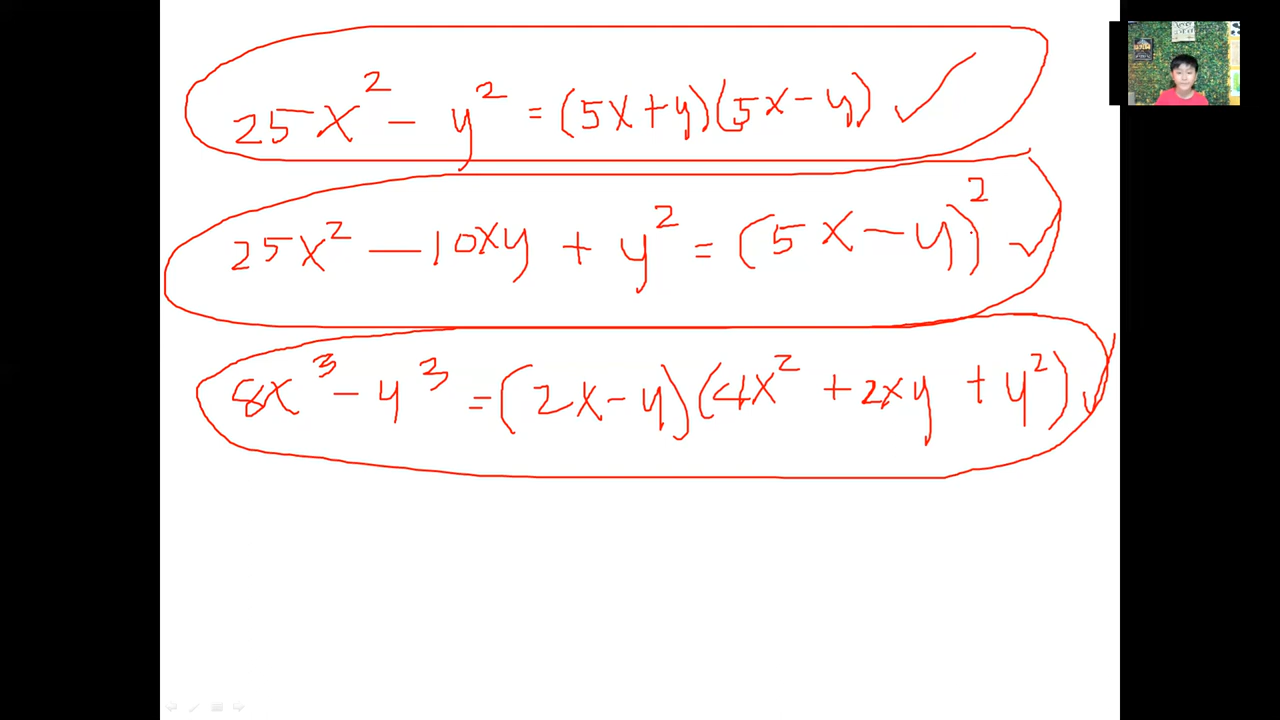 25x² - y² = (5x+y)(5x-y) ✓
25x² - 10xy + y² = (5x-y)² ✓
8x³ - y³ = (2x-y)(4x² + 2xy + y²) ✓